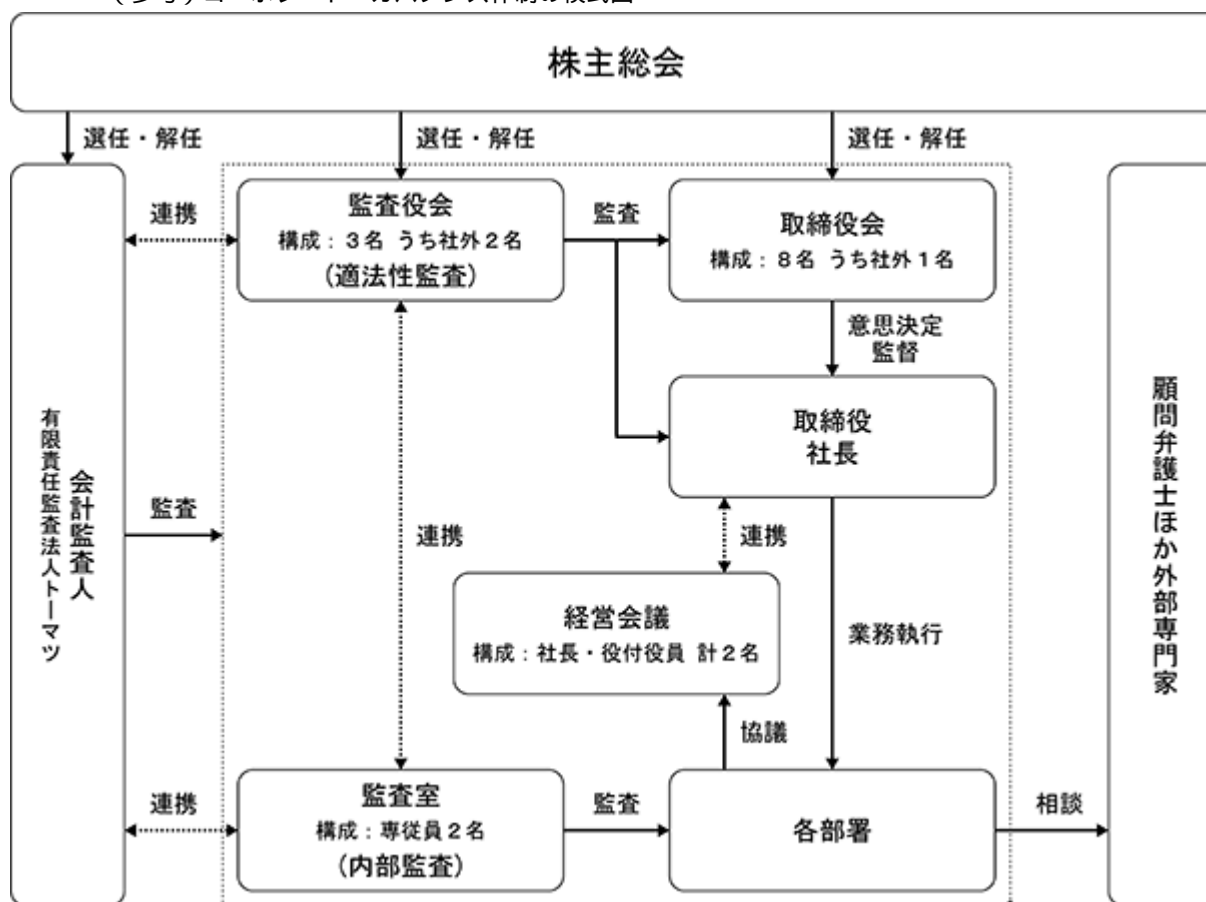 株主総会
選任・解任
選任・解任
選任・解任
連携
監査役会
構成：３名 うち社外２名
（適法性監査）
監査
取締役会
構成：８名 うち社外１名
意思決定
監督
取締役
社長
会計監査人
有限責任監査法人トーマツ
監査
連携
連携
経営会議
構成：社長・役付役員 計２名
業務執行
協議
連携
監査室
構成：専従員２名
（内部監査）
監査
各部署
相談
顧問弁護士ほか外部専門家